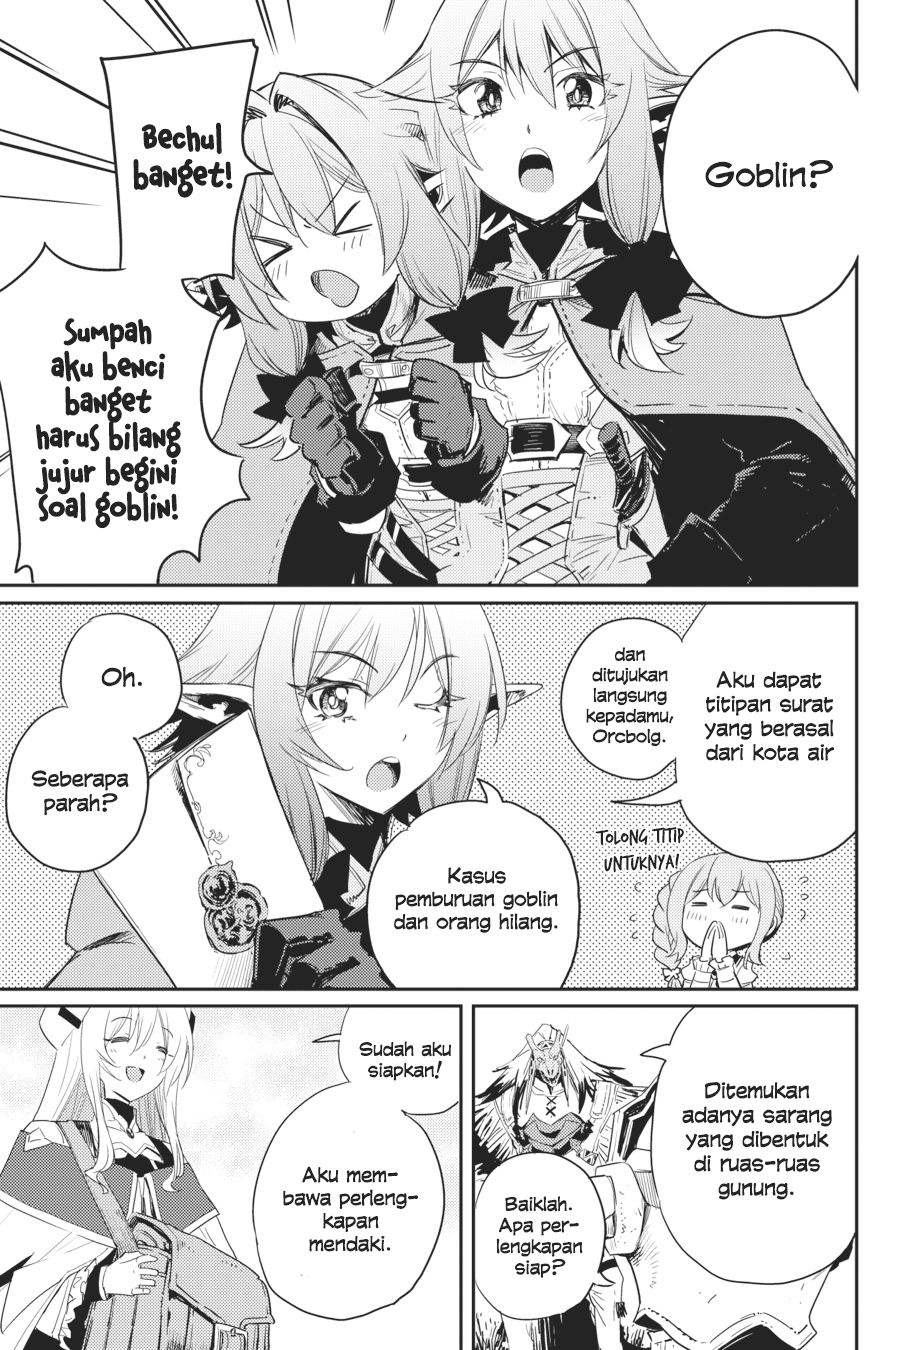 Goblin?
Bechul
banget!
Sumpah
aku benci
banget
harus bilang
jujur begini
soal goblin!
Aku dapat
titipan surat
yang berasal
dari kota air
dan
ditujukan
langsung
kepadamu,
Orcbolg.
TOLONG TITIP
UNTUKNYA!
Kasus
pemburuan goblin
dan orang hilang.
Oh.
Seberapa
parah?
Ditemukan
adanya sarang
yang dibentuk
di ruas-ruas
gunung.
Baiklah.
Apa per-
lengkapan
siap?
Sudah aku
siapkan!
Aku mem-
bawa perleng-
kapan
mendaki.